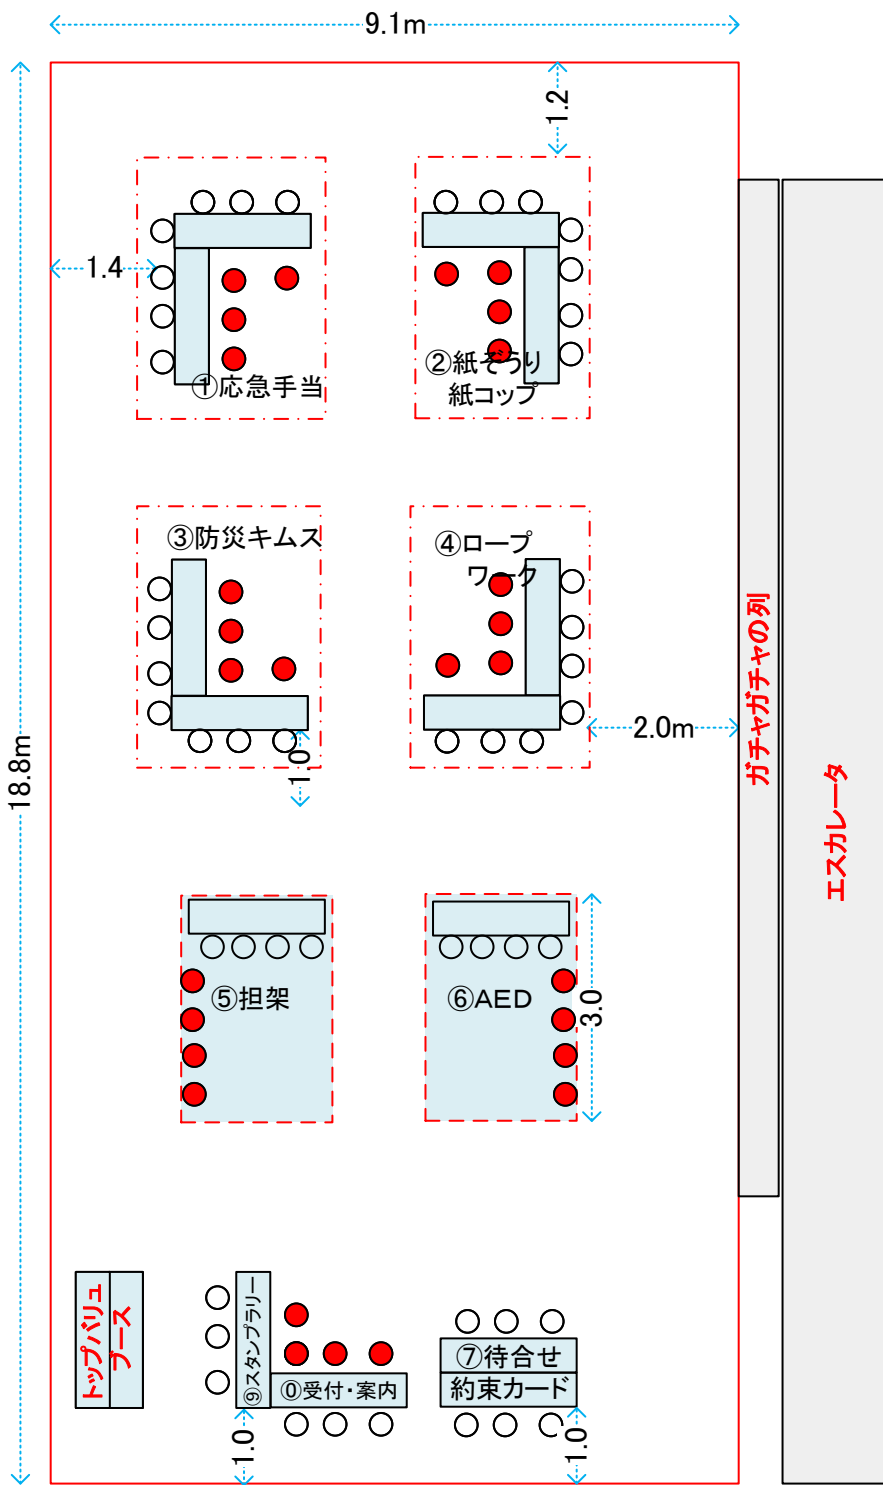 9.1m
1.2
1.4
①応急手当
②紙ぞうり
紙コップ
③防災キムス
④ロープ
ワーク
ガチャガチャの列
2.0m
1.0
18.8m
エスカレータ
⑤担架
⑥AED
3.0
トップバリュ
ブース
⑨スタンプラリー
⓪受付・案内
⑦待合せ
約束カード
1.0
1.0